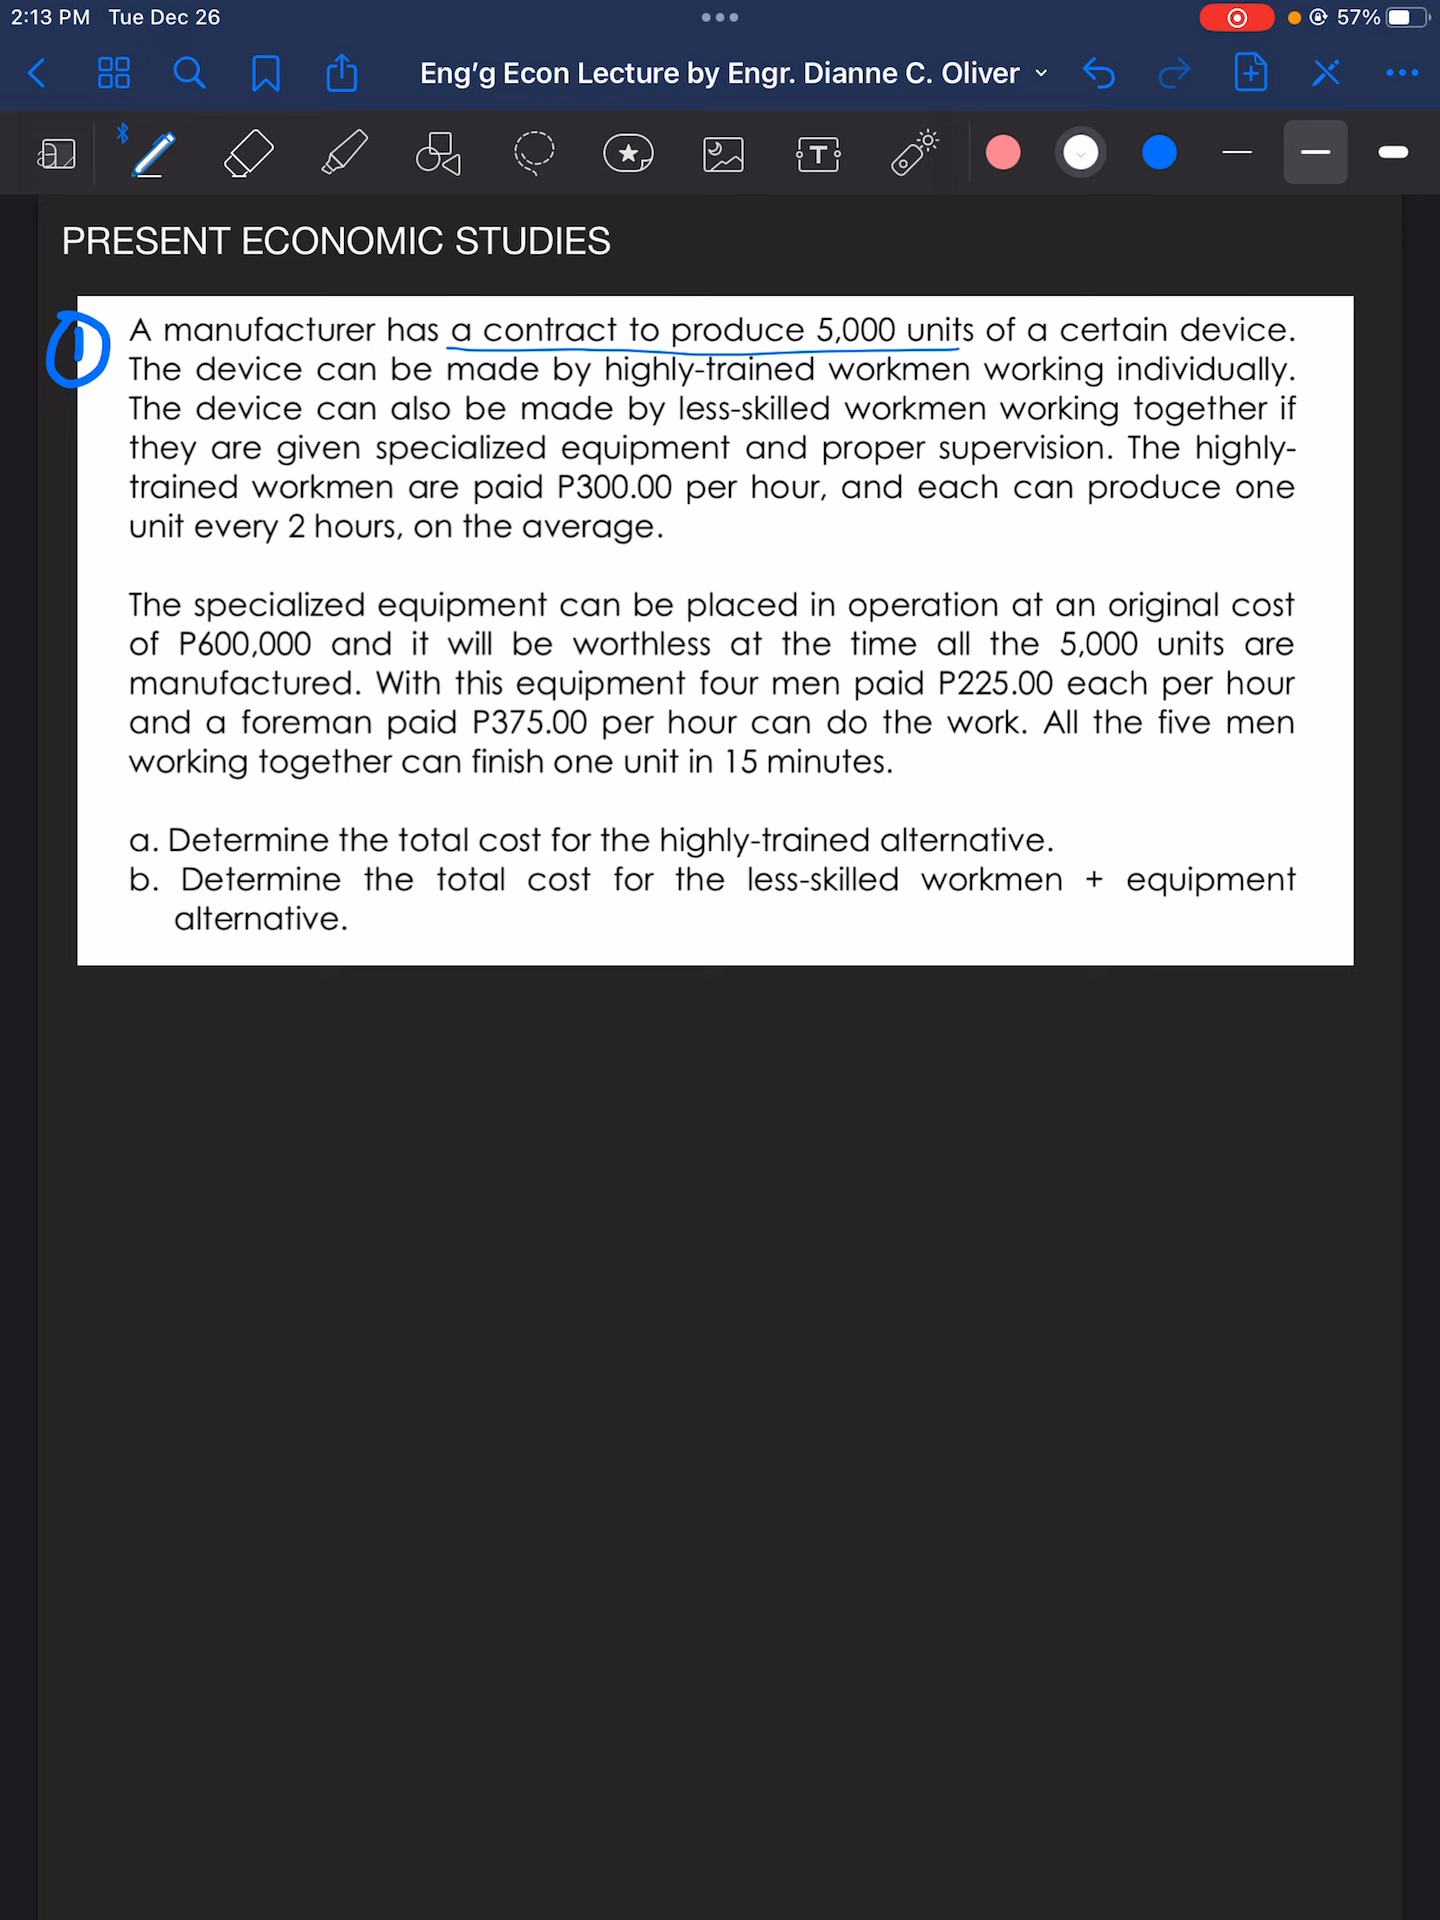 2:13 PM Tue Dec 26
57%
Eng'g Econ Lecture by Engr. Dianne C. Oliver
PRESENT ECONOMIC STUDIES
1
A manufacturer has a contract to produce 5,000 units of a certain device.
The device can be made by highly-trained workmen working individually.
The device can also be made by less-skilled workmen working together if
they are given specialized equipment and proper supervision. The highly-
trained workmen are paid P300.00 per hour, and each can produce one
unit every 2 hours, on the average.
The specialized equipment can be placed in operation at an original cost
of P600,000 and it will be worthless at the time all the 5,000 units are
manufactured. With this equipment four men paid P225.00 each per hour
and a foreman paid P375.00 per hour can do the work. All the five men
working together can finish one unit in 15 minutes.
a. Determine the total cost for the highly-trained alternative.
b. Determine the total cost for the less-skilled workmen + equipment
alternative.